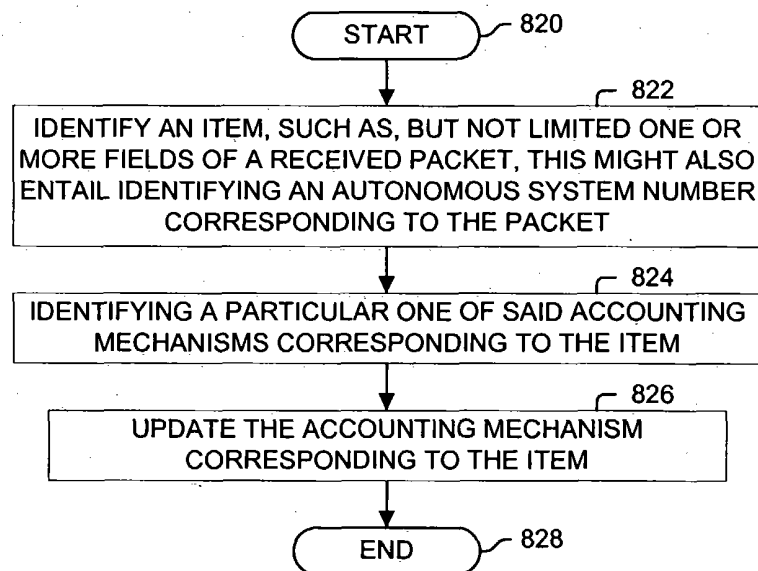 START
820
822
IDENTIFY AN ITEM, SUCH AS, BUT NOT LIMITED ONE OR
MORE FIELDS OF A RECEIVED PACKET, THIS MIGHT ALSO
ENTAIL IDENTIFYING AN AUTONOMOUS SYSTEM NUMBER
CORRESPONDING TO THE PACKET
824
IDENTIFYING A PARTICULAR ONE OF SAID ACCOUNTING
MECHANISMS CORRESPONDING TO THE ITEM
826
UPDATE THE ACCOUNTING MECHANISM
CORRESPONDING TO THE ITEM
END
828